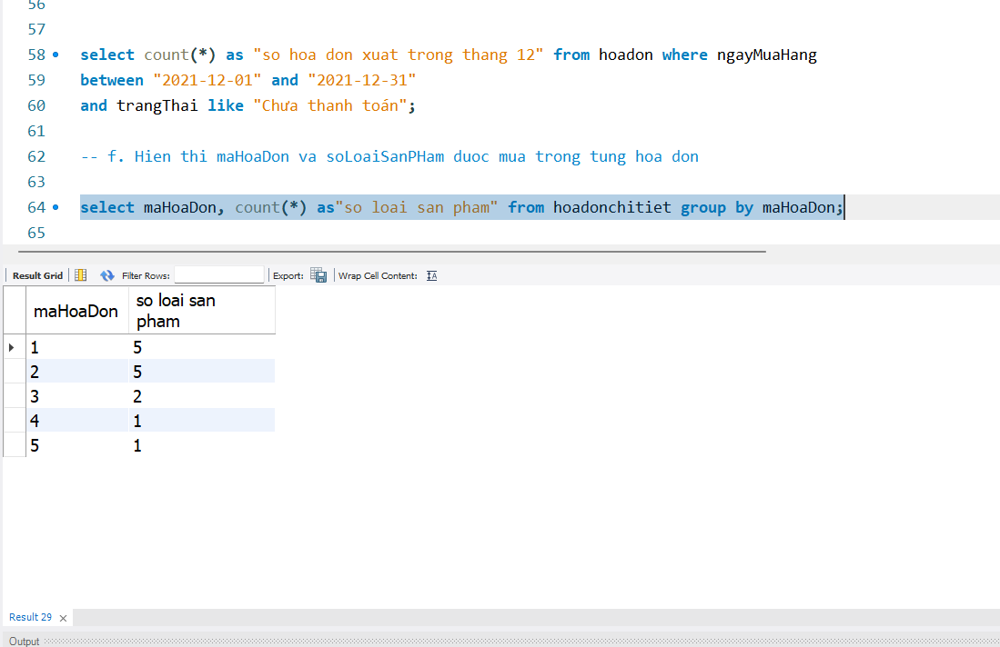 56
57
58 select count(*) as "so hoa don xuat trong thang 12" from hoadon where ngayMuaHang
59 between "2021-12-01" and "2021-12-31"
60 and trangThai like "Chưa thanh toán";
61
62 -- f. Hien thi maHoaDon va soLoaiSanPHam duoc mua trong tung hoa don
63
64 select maHoaDon, count(*) as"so loai san pham" from hoadonchitiet group by maHoaDon;
65
Result Grid Filter Rows: Export: Wrap Cell Content: IA
maHoaDon so loai san
pham
1 5
2 5
3 2
4 1
5 1
Result 29 ×
Output